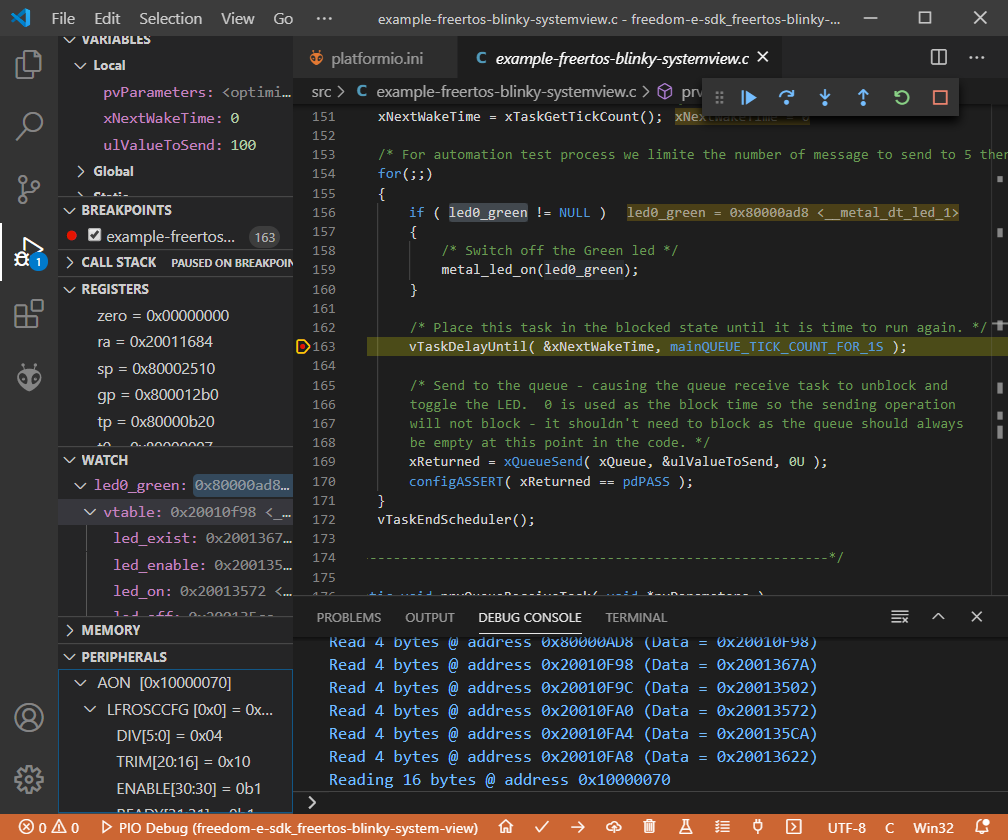 File Edit Selection View Go ··· example-freertos-blinky-systemview.c - freedom-e-sdk_freertos-blinky-...
VARIABLES
Local
pvParameters: <optimi...
xNextWakeTime: 0
ulValueToSend: 100
Global
BREAKPOINTS
example-freertos... 163
CALL STACK PAUSED ON BREAKPOIN
REGISTERS
zero = 0x00000000
ra = 0x20011684
sp = 0x80002510
gp = 0x800012b0
tp = 0x80000b20
WATCH
led0_green: 0x80000ad8...
vtable: 0x20010f98 <_...
led_exist: 0x2001367...
led_enable: 0x200135...
led_on: 0x20013572 <...
MEMORY
PERIPHERALS
AON [0x10000070]
LFROSCCFG [0x0] = 0x...
DIV[5:0] = 0x04
TRIM[20:16] = 0x10
ENABLE[30:30] = 0b1
1
platformio.ini
C example-freertos-blinky-systemview.c
src > C example-freertos-blinky-systemview.c > prv
151 xNextWakeTime = xTaskGetTickCount(); xNextWakeTime = 0
152
153 /* For automation test process we limite the number of message to send to 5 then
154 for(;;)
155 {
156 if ( led0_green != NULL ) led0_green = 0x80000ad8 <__metal_dt_led_1>
157 {
158 /* Switch off the Green led */
159 metal_led_on(led0_green);
160 }
161
162 /* Place this task in the blocked state until it is time to run again. */
163 vTaskDelayUntil( &xNextWakeTime, mainQUEUE_TICK_COUNT_FOR_1S );
164
165 /* Send to the queue - causing the queue receive task to unblock and
166 toggle the LED.  0 is used as the block time so the sending operation
167 will not block - it shouldn't need to block as the queue should always
168 be empty at this point in the code. */
169 xReturned = xQueueSend( xQueue, &ulValueToSend, 0U );
170 configASSERT( xReturned == pdPASS );
171 }
172 vTaskEndScheduler();
173
174 -----------------------------------------------------------*/
175
PROBLEMS OUTPUT DEBUG CONSOLE TERMINAL
Read 4 bytes @ address 0x80000AD8 (Data = 0x20010F98)
Read 4 bytes @ address 0x20010F98 (Data = 0x2001367A)
Read 4 bytes @ address 0x20010F9C (Data = 0x20013502)
Read 4 bytes @ address 0x20010FA0 (Data = 0x20013572)
Read 4 bytes @ address 0x20010FA4 (Data = 0x200135CA)
Read 4 bytes @ address 0x20010FA8 (Data = 0x20013622)
Reading 16 bytes @ address 0x10000070
>
0 0 PIO Debug (freedom-e-sdk_freertos-blinky-system-view) UTF-8 C Win32